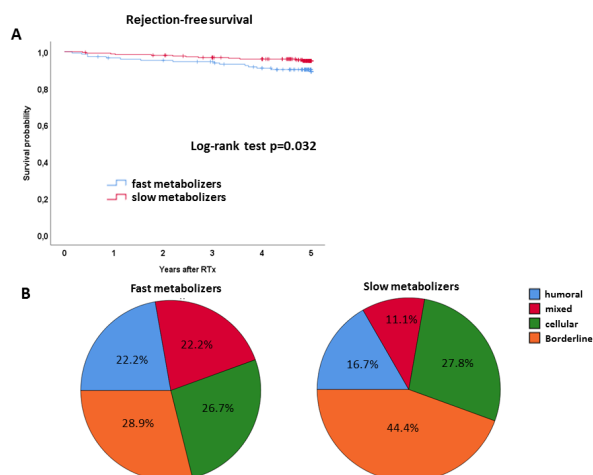 Rejection-free survival
A
1,0
0,8
0,6
0,4
0,2
0,0
Survival probability
Log-rank test p=0.032
fast metabolizers
slow metabolizers
0 1 2 3 4 5
Years after RTx
B
Fast metabolizers
22.2%
22.2%
26.7%
28.9%
Slow metabolizers
11.1%
16.7%
27.8%
44.4%
humoral
mixed
cellular
Borderline